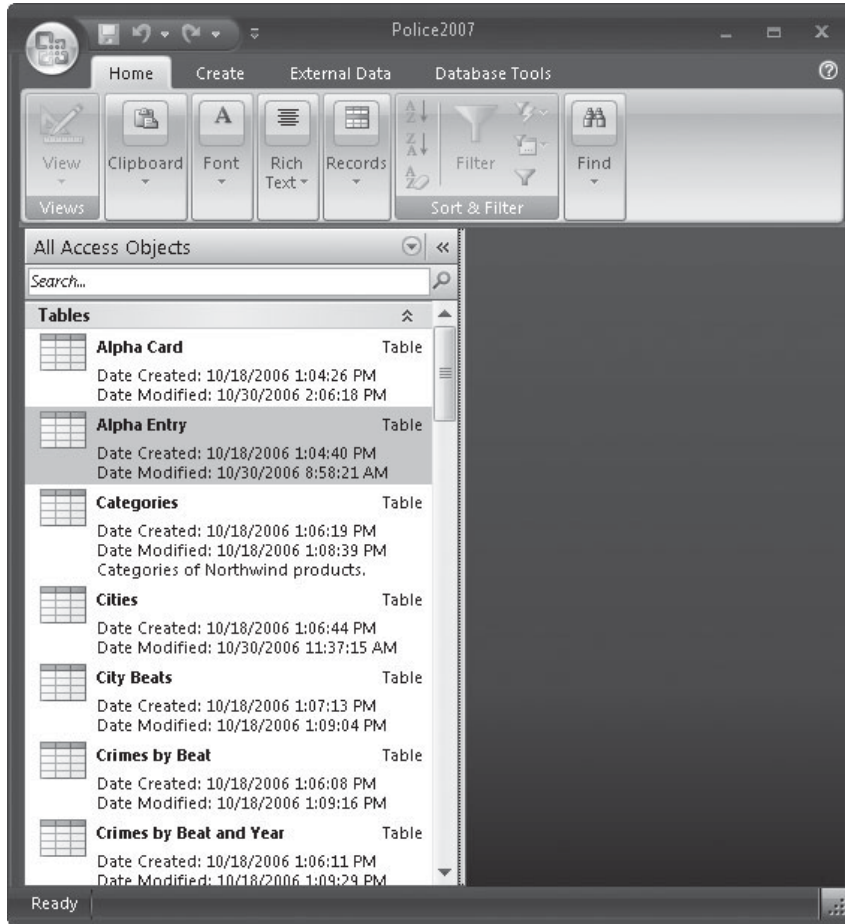 Police2007
Home Create External Data Database Tools
View Clipboard Font Rich Text Records Filter Find
Views Sort & Filter
All Access Objects
Search...
Tables
Alpha Card Table
Date Created: 10/18/2006 1:04:26 PM
Date Modified: 10/30/2006 2:06:18 PM
Alpha Entry Table
Date Created: 10/18/2006 1:04:40 PM
Date Modified: 10/30/2006 8:58:21 AM
Categories Table
Date Created: 10/18/2006 1:06:19 PM
Date Modified: 10/18/2006 1:08:39 PM
Categories of Northwind products.
Cities Table
Date Created: 10/18/2006 1:06:44 PM
Date Modified: 10/30/2006 11:37:15 AM
City Beats Table
Date Created: 10/18/2006 1:07:13 PM
Date Modified: 10/18/2006 1:09:04 PM
Crimes by Beat Table
Date Created: 10/18/2006 1:06:08 PM
Date Modified: 10/18/2006 1:09:16 PM
Crimes by Beat and Year Table
Date Created: 10/18/2006 1:06:11 PM
Date Modified: 10/18/2006 1:09:29 PM
Ready